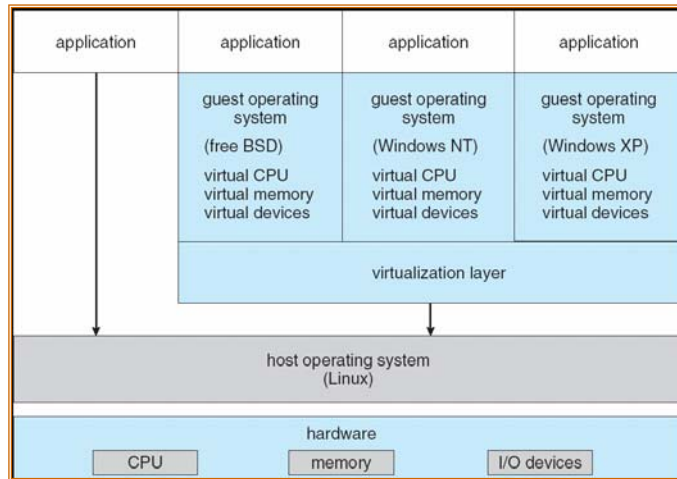 application
application
application
application
guest operating
system
(free BSD)
virtual CPU
virtual memory
virtual devices
guest operating
system
(Windows NT)
virtual CPU
virtual memory
virtual devices
guest operating
system
(Windows XP)
virtual CPU
virtual memory
virtual devices
virtualization layer
host operating system
(Linux)
hardware
CPU
memory
I/O devices